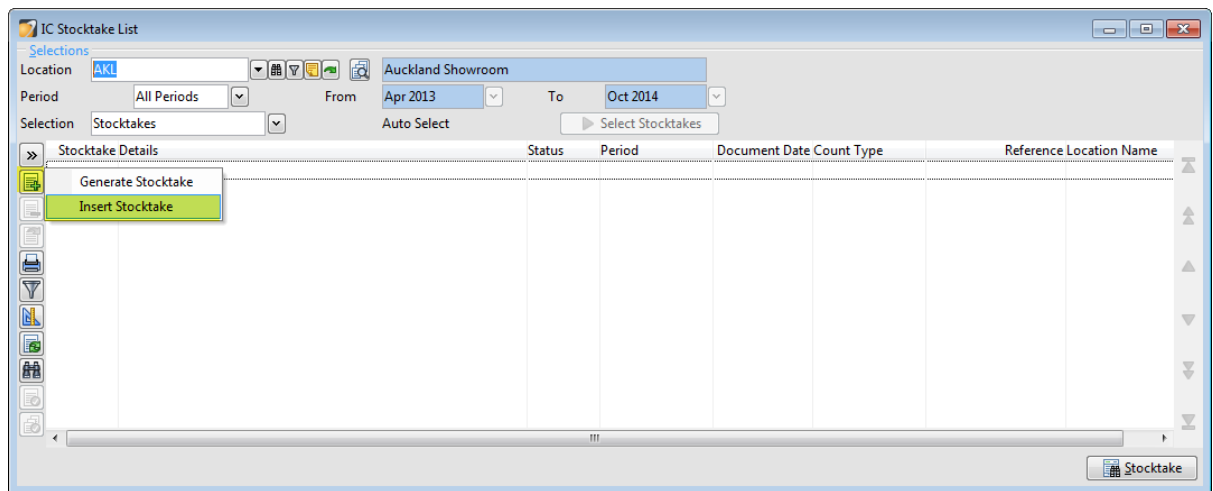 IC Stocktake List
Selections
Location AKL Auckland Showroom
Period All Periods From Apr 2013 To Oct 2014
Selection Stocktakes Auto Select Select Stocktakes
Stocktake Details Status Period Document Date Count Type Reference Location Name
Generate Stocktake
Insert Stocktake
Stocktake